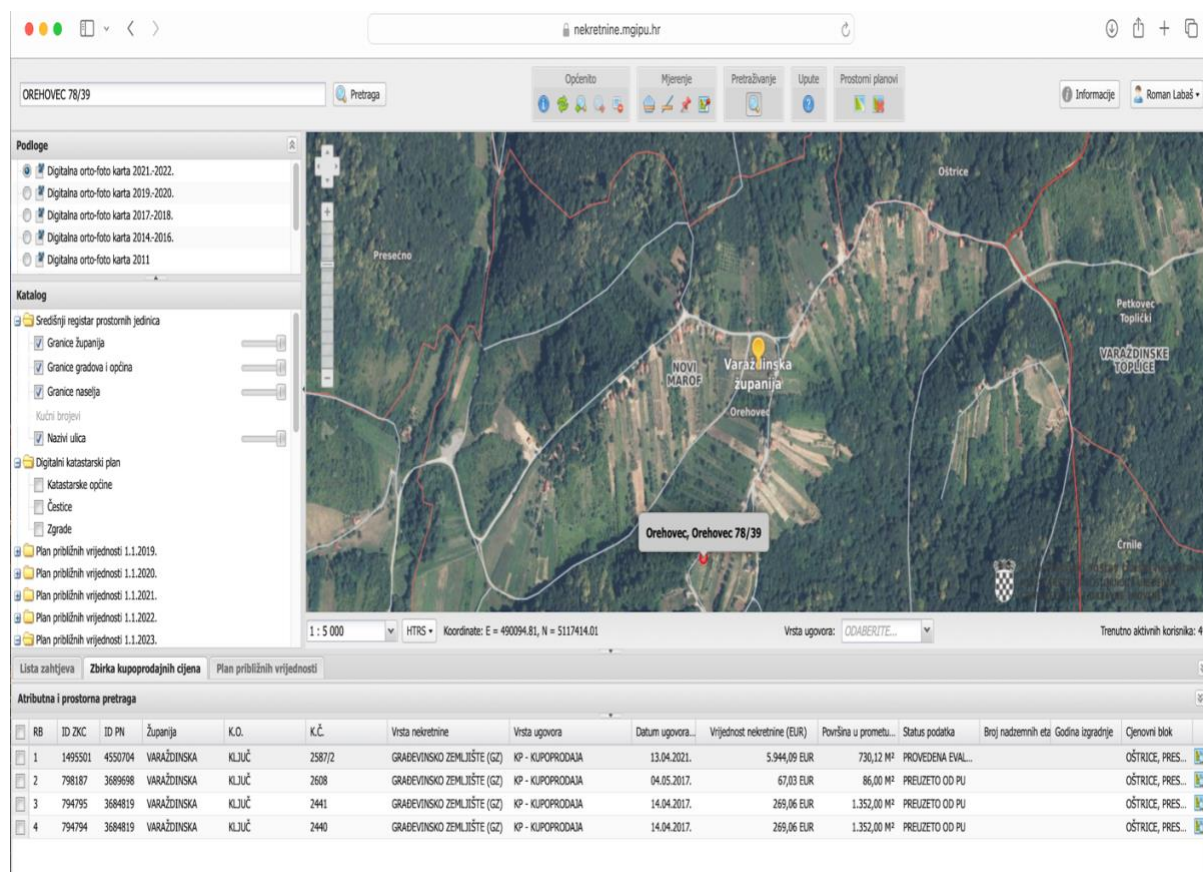 nekretnine.mgipu.hr
OREHOVEC 78/39
Pretraga
Općenito
Mjerenje
Pretraživanje
Upute
Prostorni planovi
Informacije
Roman Labaš
Podloge
Digitalna orto-foto karta 2021.-2022.
Digitalna orto-foto karta 2019.-2020.
Digitalna orto-foto karta 2017.-2018.
Digitalna orto-foto karta 2014.-2016.
Digitalna orto-foto karta 2011
Katalog
Središnji registar prostornih jedinica
Granice županija
Granice gradova i općina
Granice naselja
Kućni brojevi
Nazivi ulica
Digitalni katastarski plan
Katastarske općine
Čestice
Zgrade
Plan približnih vrijednosti 1.1.2019.
Plan približnih vrijednosti 1.1.2020.
Plan približnih vrijednosti 1.1.2021.
Plan približnih vrijednosti 1.1.2022.
Plan približnih vrijednosti 1.1.2023.
Oštrice
Presečno
Petkovec
Toplički
VARAŽDINSKE
TOPLICE
NOVI
MAROF
Varaždinska
županija
Orehovec
Orehovec, Orehovec 78/39
Črnile
1 : 5 000
HTRS
Koordinate: E = 490094.81, N = 5117414.01
Vrsta ugovora:
ODABERITE...
Trenutno aktivnih korisnika: 4
Lista zahtjeva
Zbirka kupoprodajnih cijena
Plan približnih vrijednosti
Atributna i prostorna pretraga
RB ID ZKC ID PN Županija K.O. K.Č. Vrsta nekretnine Vrsta ugovora Datum ugovora... Vrijednost nekretnine (EUR) Površina u prometu... Status podatka Broj nadzemnih eta Godina izgradnje Cjenovni blok
1 1495501 4550704 VARAŽDINSKA KLJUČ 2587/2 GRAĐEVINSKO ZEMLJIŠTE (GZ) KP - KUPOPRODAJA 13.04.2021. 5.944,09 EUR 730,12 M² PROVEDENA EVAL... OŠTRICE, PRES...
2 798187 3689698 VARAŽDINSKA KLJUČ 2608 GRAĐEVINSKO ZEMLJIŠTE (GZ) KP - KUPOPRODAJA 04.05.2017. 67,03 EUR 86,00 M² PREUZETO OD PU OŠTRICE, PRES...
3 794795 3684819 VARAŽDINSKA KLJUČ 2441 GRAĐEVINSKO ZEMLJIŠTE (GZ) KP - KUPOPRODAJA 14.04.2017. 269,06 EUR 1.352,00 M² PREUZETO OD PU OŠTRICE, PRES...
4 794794 3684819 VARAŽDINSKA KLJUČ 2440 GRAĐEVINSKO ZEMLJIŠTE (GZ) KP - KUPOPRODAJA 14.04.2017. 269,06 EUR 1.352,00 M² PREUZETO OD PU OŠTRICE, PRES...